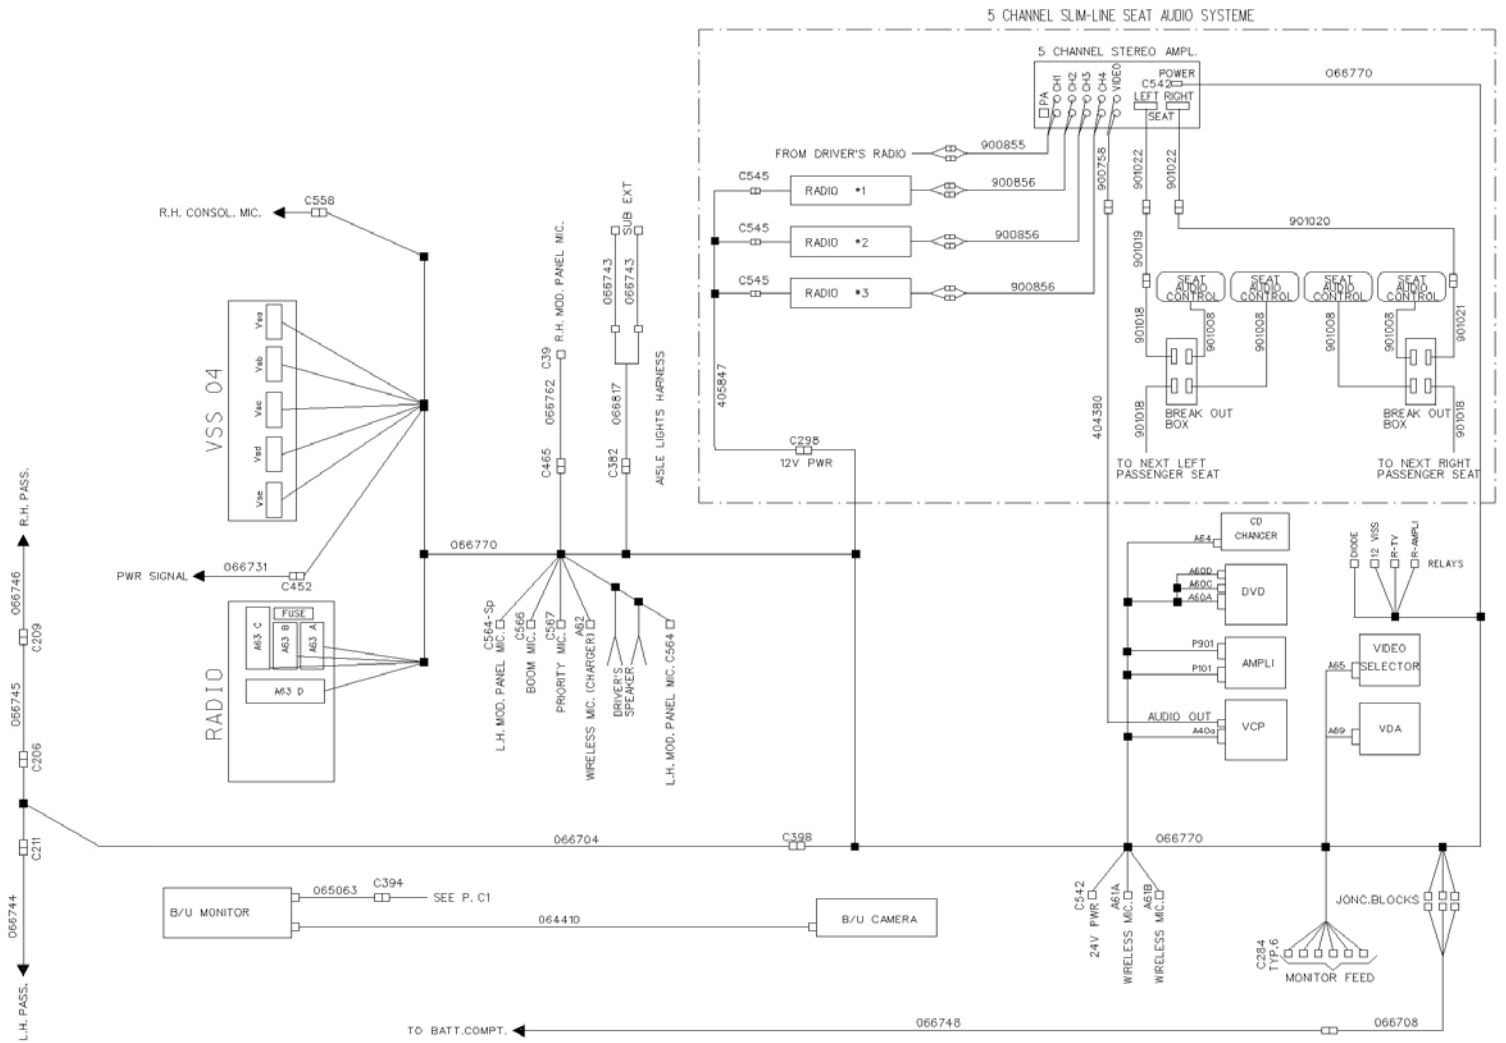 5 CHANNEL SLIM-LINE SEAT AUDIO SYSTEME
5 CHANNEL STEREO AMPL.
PA
CH1
CH2
CH3
CH4
VIDEO
POWER
C542
LEFT RIGHT
SEAT
066770
FROM DRIVER'S RADIO
900855
900758
901022
901022
C545
RADIO *1
900856
C545
RADIO *2
900856
C545
RADIO *3
900856
901020
901019
SEAT
AUDIO
CONTROL
SEAT
AUDIO
CONTROL
SEAT
AUDIO
CONTROL
SEAT
AUDIO
CONTROL
901018
901008
901008
901008
901008
901021
405847
404380
901018
BREAK OUT
BOX
BREAK OUT
BOX
901018
C298
12V PWR
TO NEXT LEFT
PASSENGER SEAT
TO NEXT RIGHT
PASSENGER SEAT
R.H. CONSOL. MIC.
C558
VSS 04
Vsa
Vsb
Vsc
Vsd
Vse
PWR SIGNAL
066731
C452
RADIO
A63 C
FUSE
A63 B
A63 A
A63 D
R.H. MOD. PANEL MIC.
C39
066762
C465
SUB EXT
066743
066743
066817
C382
AISLE LIGHTS HARNESS
066770
C564-Sp
L.H. MOD. PANEL MIC.
C566
BOOM MIC.
C567
PRIORITY MIC.
A62
WIRELESS MIC. (CHARGER)
DRIVER'S
SPEAKER
L.H. MOD. PANEL MIC. C564
R.H. PASS.
066746
C209
066745
C206
C211
066744
L.H. PASS.
066704
C398
066770
A64
CD
CHANCER
A60D
A60C
A60A
DVD
P901
P101
AMPLI
AUDIO OUT
A40a
VCP
DIODE
12 VISS
R-TV
R-AMPLI
RELAYS
A65
VIDEO
SELECTOR
A69
VDA
B/U MONITOR
065063
C394
SEE P. C1
064410
B/U CAMERA
C542
24V PWR
A61A
WIRELESS MIC.
A61B
WIRELESS MIC.
C284
TYP.6
MONITOR FEED
JONC.BLOCKS
TO BATT.COMPT.
066748
066708